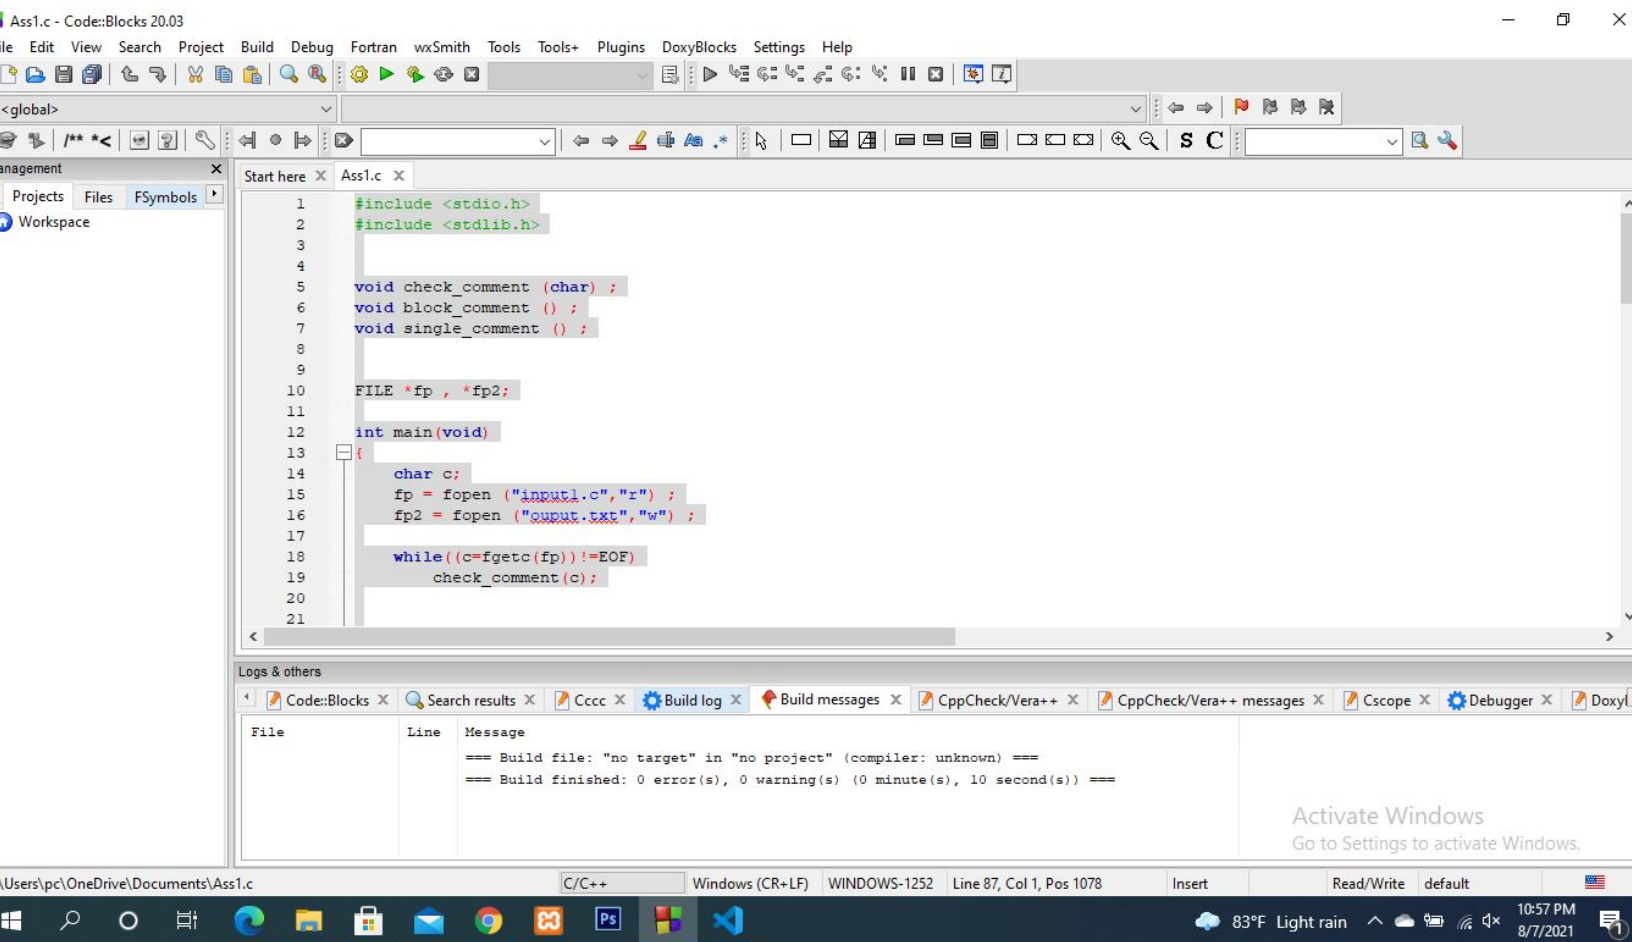 Ass1.c - Code::Blocks 20.03
ile Edit View Search Project Build Debug Fortran wxSmith Tools Tools+ Plugins DoxyBlocks Settings Help
<global>
/** *<
S C
anagement
Start here Ass1.c
Projects Files FSymbols
Workspace
1 #include <stdio.h>
2 #include <stdlib.h>
3
4
5 void check_comment (char) ;
6 void block_comment () ;
7 void single_comment () ;
8
9
10 FILE *fp , *fp2;
11
12 int main(void)
13 {
14 char c;
15 fp = fopen ("input1.c","r") ;
16 fp2 = fopen ("ouput.txt","w") ;
17
18 while((c=fgetc(fp))!=EOF)
19 check_comment(c);
20
21
Logs & others
Code::Blocks Search results Cccc Build log Build messages CppCheck/Vera++ CppCheck/Vera++ messages Cscope Debugger Doxyl
File Line Message
=== Build file: "no target" in "no project" (compiler: unknown) ===
=== Build finished: 0 error(s), 0 warning(s) (0 minute(s), 10 second(s)) ===
Activate Windows
Go to Settings to activate Windows.
\Users\pc\OneDrive\Documents\Ass1.c C/C++ Windows (CR+LF) WINDOWS-1252 Line 87, Col 1, Pos 1078 Insert Read/Write default
Ps
83°F Light rain
10:57 PM
8/7/2021
1